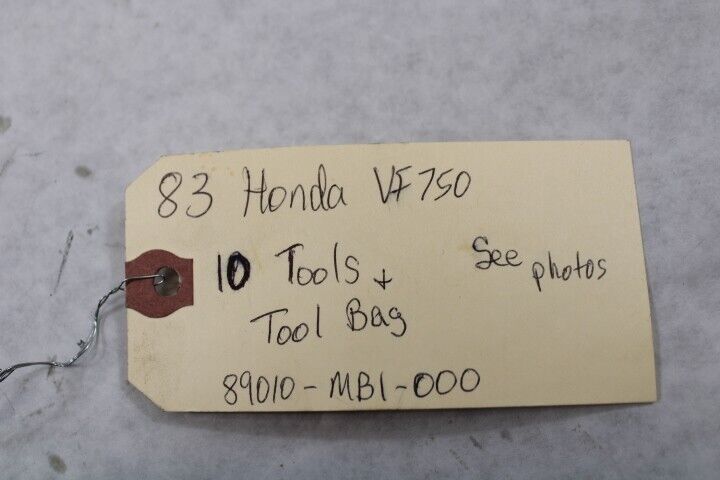 83 Honda VF750
10 Tools +
See photos
Tool Bag
89010-MB1-000